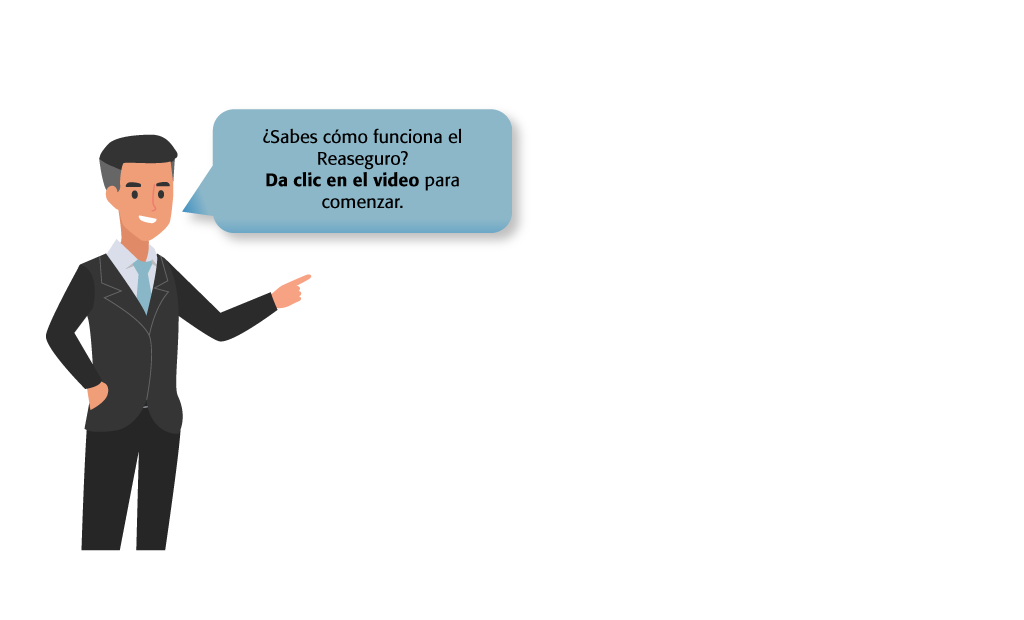 ¿Sabes cómo funciona el
Reaseguro?
Da clic en el video para
comenzar.